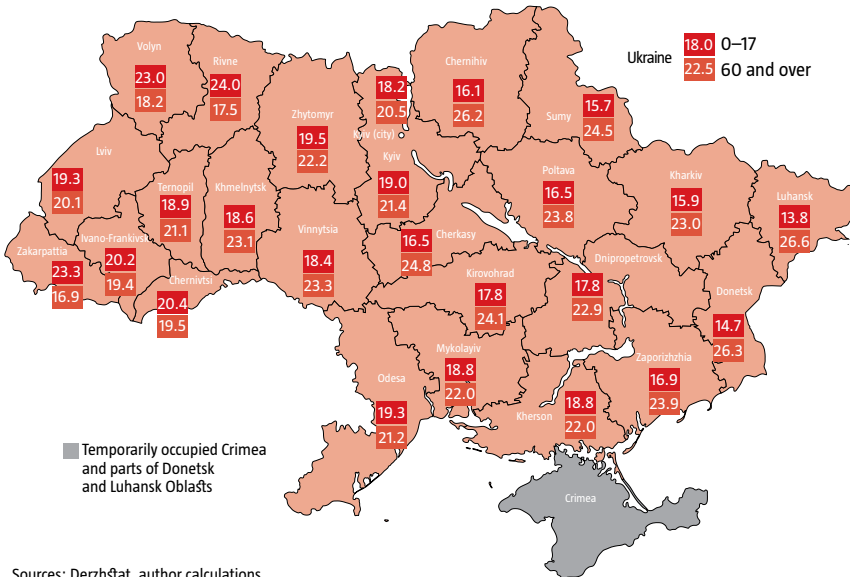 Ukraine
18.0 0–17
22.5 60 and over
Volyn
23.0
18.2
Rivne
24.0
17.5
Zhytomyr
19.5
22.2
18.2
20.5
Kyiv (city)
Kyiv
19.0
21.4
Chernihiv
16.1
26.2
Sumy
15.7
24.5
Lviv
19.3
20.1
Ternopil
18.9
21.1
Khmelnytsk
18.6
23.1
Vinnytsia
18.4
23.3
Cherkasy
16.5
24.8
Poltava
16.5
23.8
Kharkiv
15.9
23.0
Luhansk
13.8
26.6
Zakarpattia
23.3
16.9
Ivano-Frankivsk
20.2
19.4
Chernivtsi
20.4
19.5
Kirovohrad
17.8
24.1
Dnipropetrovsk
17.8
22.9
Donetsk
14.7
26.3
Odesa
19.3
21.2
Mykolayiv
18.8
22.0
Kherson
18.8
22.0
Zaporizhzhia
16.9
23.9
Temporarily occupied Crimea
and parts of Donetsk
and Luhansk Oblasts
Crimea
Sources: Derzhstat, author calculations